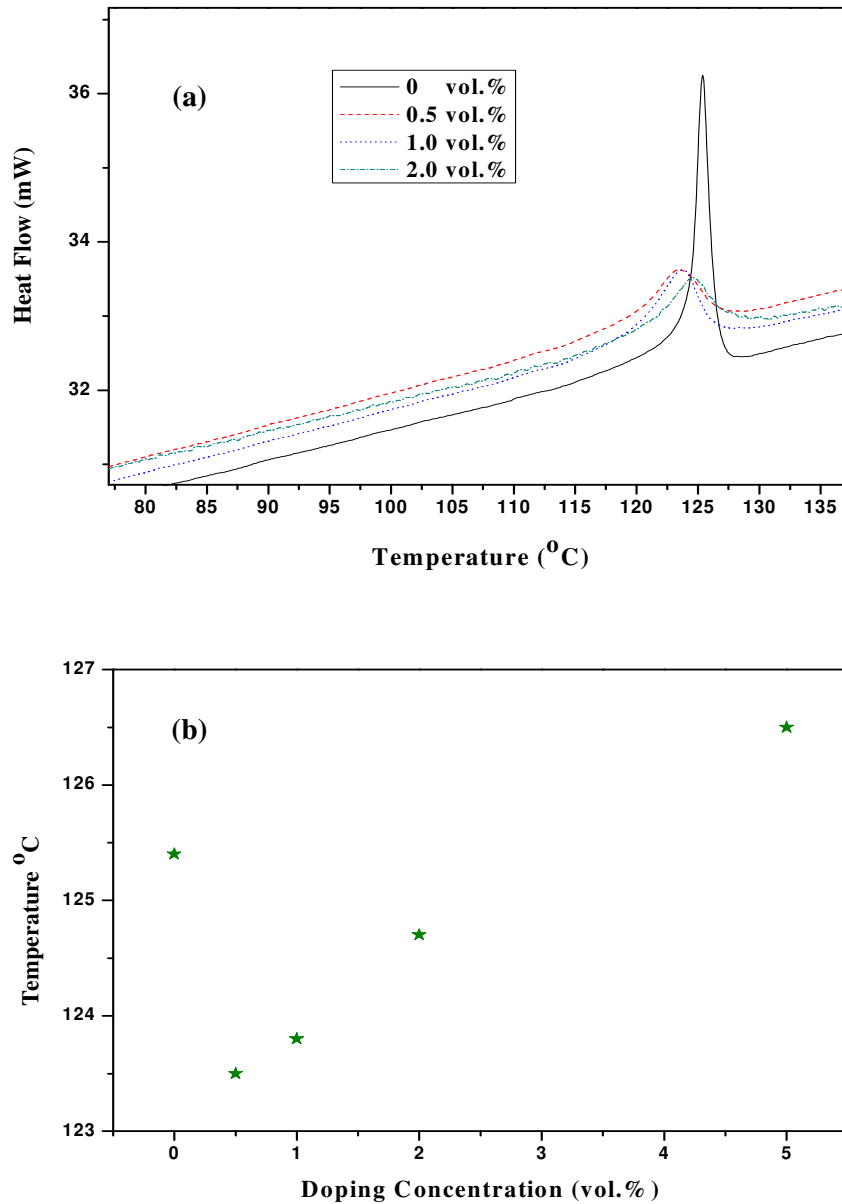 (a)
0 vol.%
0.5 vol.%
1.0 vol.%
2.0 vol.%
36
34
32
Heat Flow (mW)
80 85 90 95 100 105 110 115 120 125 130 135
Temperature (°C)
(b)
127
126
125
124
123
Temperature °C
0 1 2 3 4 5
Doping Concentration (vol.%)